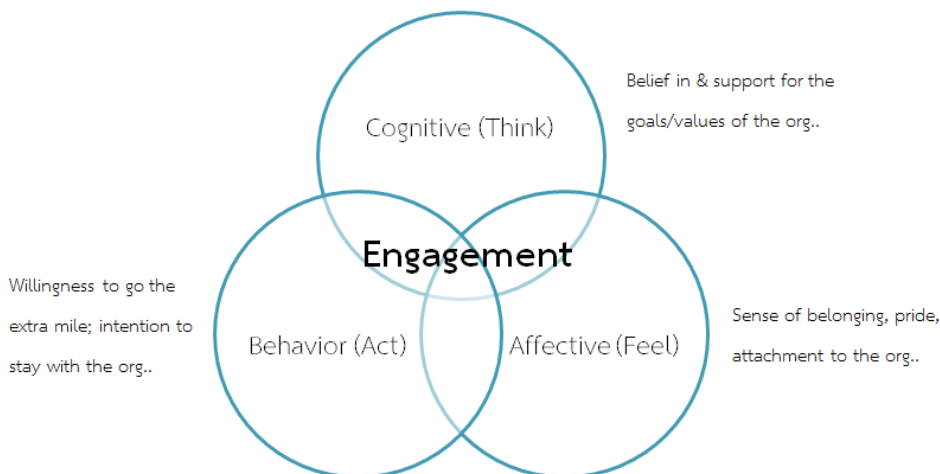 Cognitive (Think)
Belief in & support for the
goals/values of the org..
Engagement
Willingness to go the
extra mile; intention to
stay with the org..
Behavior (Act)
Affective (Feel)
Sense of belonging, pride,
attachment to the org..